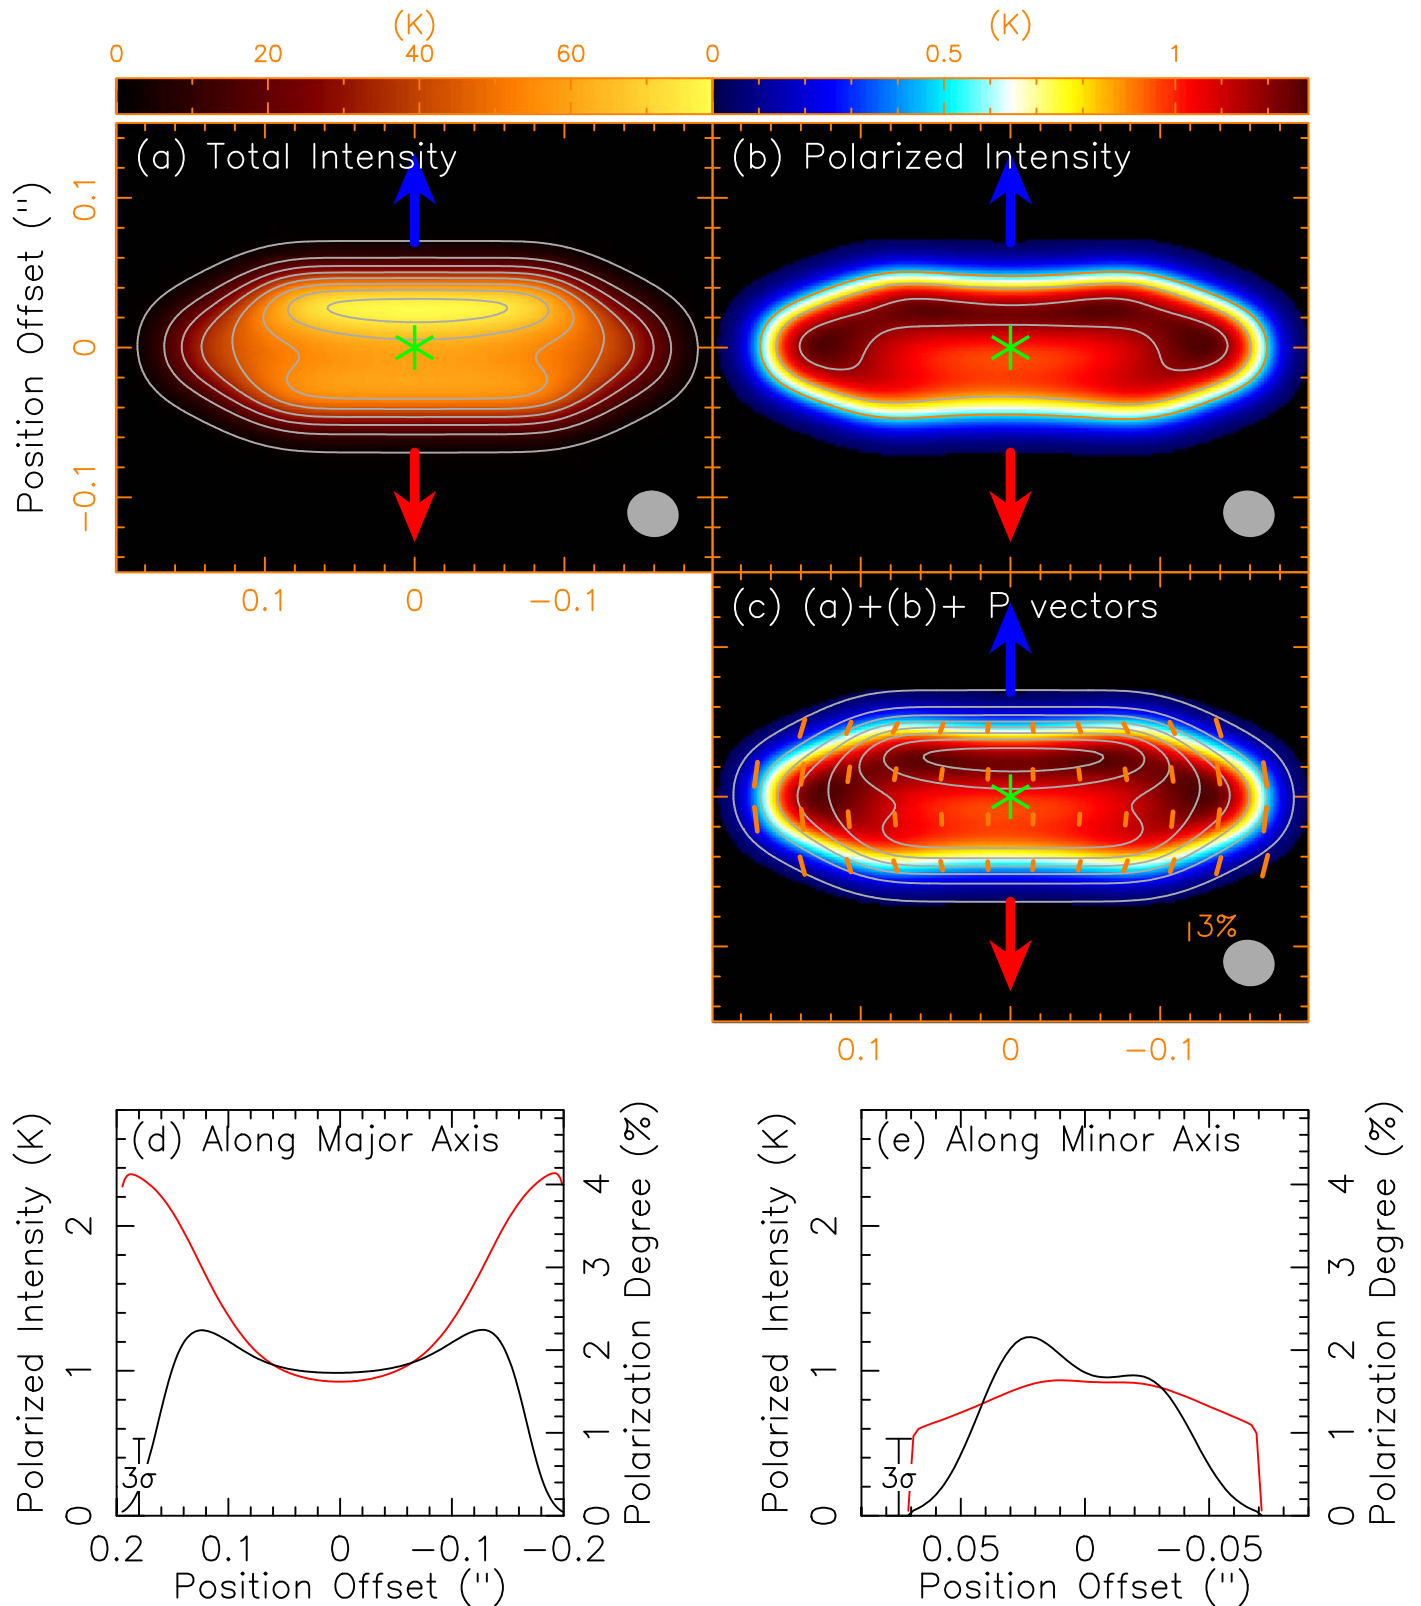 (K) (K)
0 20 40 60 0 0.5 1
(a) Total Intensity
(b) Polarized Intensity
Position Offset (")
0.1
0
-0.1
0.1 0 -0.1
(c) (a)+(b)+ P vectors
3%
0.1 0 -0.1
(d) Along Major Axis
Polarized Intensity (K)
2
1
0
3σ
4
3
2
1
0
Polarization Degree (%)
0.2 0.1 0 -0.1 -0.2
Position Offset (")
(e) Along Minor Axis
Polarized Intensity (K)
2
1
0
3σ
4
3
2
1
0
Polarization Degree (%)
0.05 0 -0.05
Position Offset (")